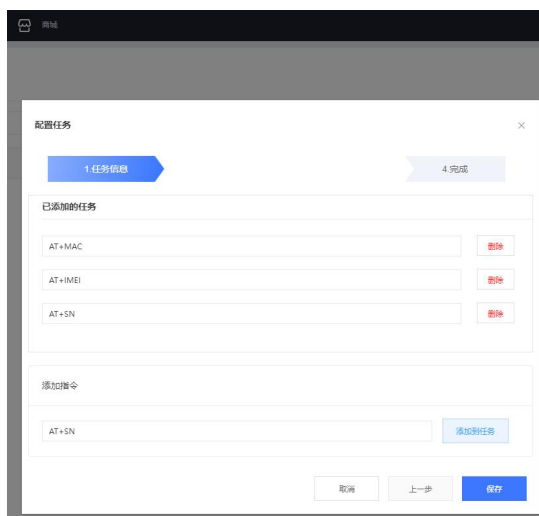 商城
配置任务
1.任务信息
4.完成
已添加的任务
AT+MAC 删除
AT+IMEI 删除
AT+SN 删除
添加指令
AT+SN 添加到任务
取消 上一步 保存